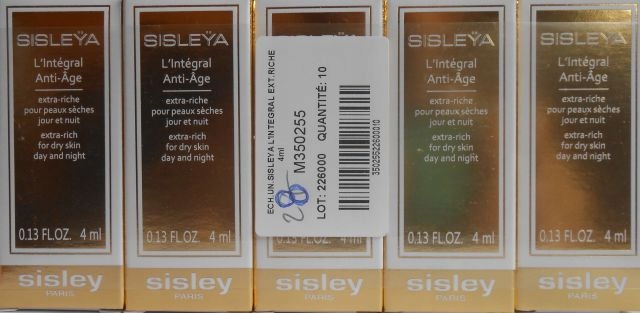 SISLEŸA
L'Intégral
Anti-Âge
extra-riche
pour peaux sèches
jour et nuit
extra-rich
for dry skin
day and night
0.13 FL.OZ. 4 ml
sisley
PARIS
SISLEŸA
L'Intégral
Anti-Âge
extra-riche
pour peaux sèches
jour et nuit
extra-rich
for dry skin
day and night
0.13 FL.OZ. 4 ml
sisley
PARIS
ECH.UN.SISLEYA L'INTEGRAL EXT.RICHE
4ml
M350255
LOT: 226000 QUANTITÉ: 10
28
sisley
PARIS
SISLEŸA
L'Intégral
Anti-Âge
extra-riche
pour peaux sèches
jour et nuit
extra-rich
for dry skin
day and night
0.13 FL.OZ. 4 ml
sisley
PARIS
SISLEŸA
L'Intégral
Anti-Âge
extra-riche
pour peaux sèches
jour et nuit
extra-rich
for dry skin
day and night
0.13 FL.OZ. 4 ml
sisley
PARIS